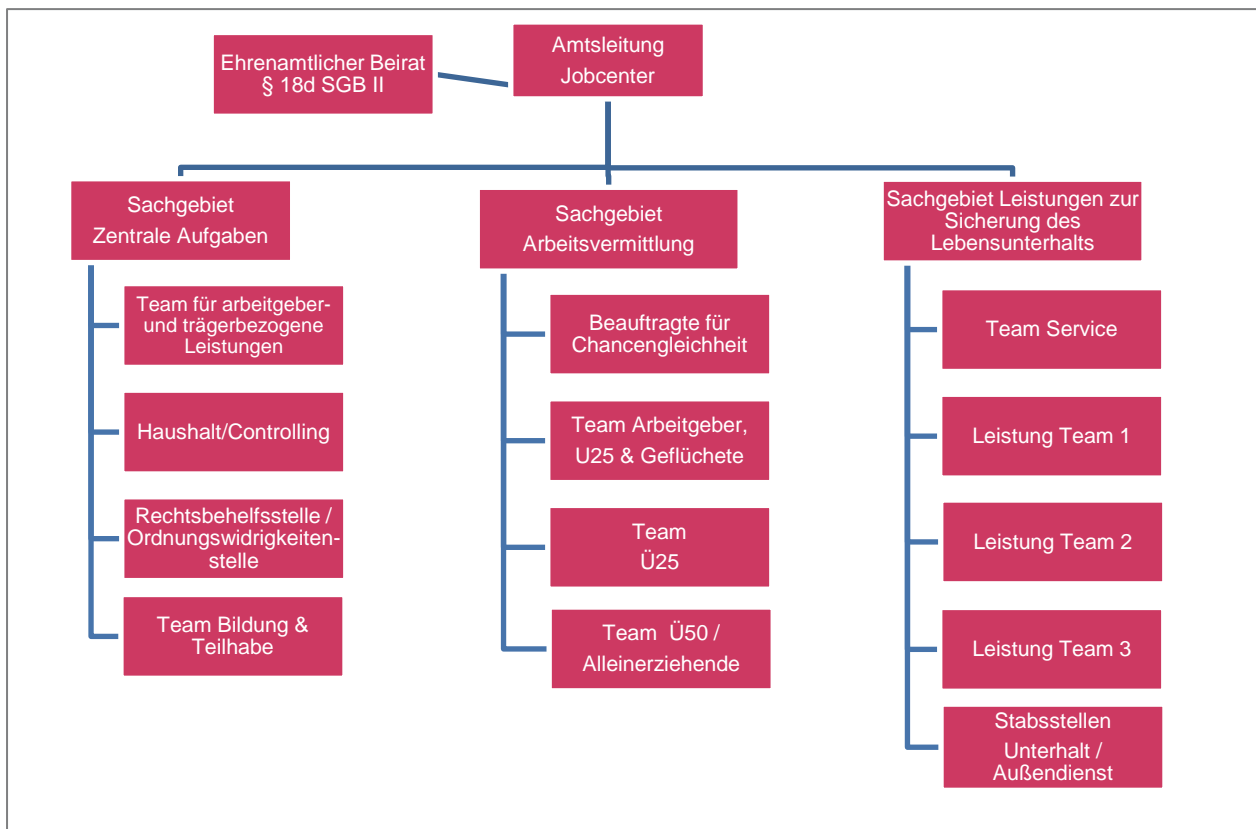 Amtsleitung
Jobcenter
Ehrenamtlicher Beirat
§ 18d SGB II
Sachgebiet
Zentrale Aufgaben
Team für arbeitgeber-
und trägerbezogene
Leistungen
Haushalt/Controlling
Rechtsbehelfsstelle /
Ordnungswidrigkeiten-
stelle
Team Bildung &
Teilhabe
Sachgebiet
Arbeitsvermittlung
Beauftragte für
Chancengleichheit
Team Arbeitgeber,
U25 & Geflüchete
Team
Ü25
Team Ü50 /
Alleinerziehende
Sachgebiet Leistungen zur
Sicherung des
Lebensunterhalts
Team Service
Leistung Team 1
Leistung Team 2
Leistung Team 3
Stabsstellen
Unterhalt /
Außendienst